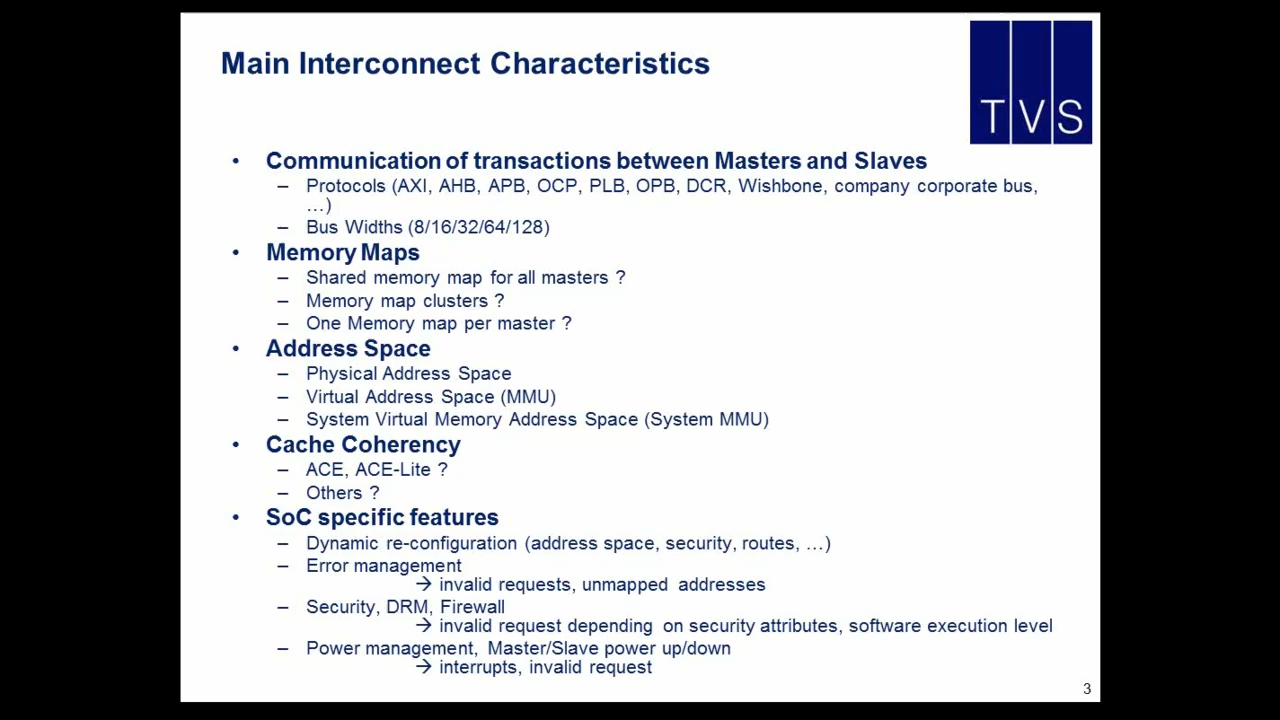 Main Interconnect Characteristics
T V S
• Communication of transactions between Masters and Slaves
– Protocols (AXI, AHB, APB, OCP, PLB, OPB, DCR, Wishbone, company corporate bus,
…)
– Bus Widths (8/16/32/64/128)
• Memory Maps
– Shared memory map for all masters ?
– Memory map clusters ?
– One Memory map per master ?
• Address Space
– Physical Address Space
– Virtual Address Space (MMU)
– System Virtual Memory Address Space (System MMU)
• Cache Coherency
– ACE, ACE-Lite ?
– Others ?
• SoC specific features
– Dynamic re-configuration (address space, security, routes, …)
– Error management
→ invalid requests, unmapped addresses
– Security, DRM, Firewall
→ invalid request depending on security attributes, software execution level
– Power management, Master/Slave power up/down
→ interrupts, invalid request
3